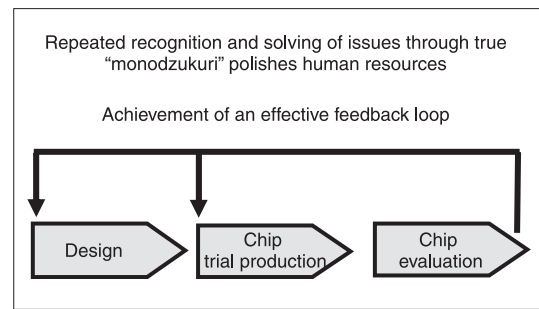 Repeated recognition and solving of issues through true
“monodzukuri” polishes human resources
Achievement of an effective feedback loop
Design
Chip
trial production
Chip
evaluation